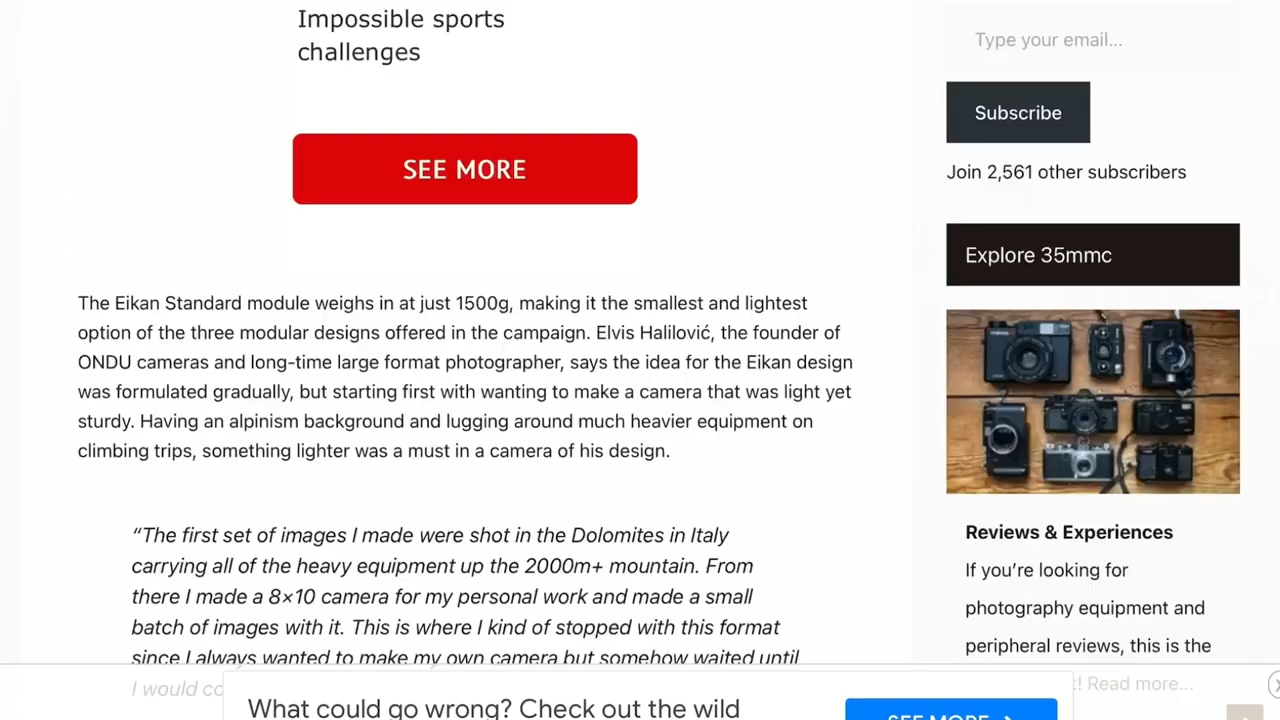 Impossible sports
challenges
SEE MORE
The Eikan Standard module weighs in at just 1500g, making it the smallest and lightest
option of the three modular designs offered in the campaign. Elvis Halilović, the founder of
ONDU cameras and long-time large format photographer, says the idea for the Eikan design
was formulated gradually, but starting first with wanting to make a camera that was light yet
sturdy. Having an alpinism background and lugging around much heavier equipment on
climbing trips, something lighter was a must in a camera of his design.
“The first set of images I made were shot in the Dolomites in Italy
carrying all of the heavy equipment up the 2000m+ mountain. From
there I made a 8×10 camera for my personal work and made a small
batch of images with it. This is where I kind of stopped with this format
since I always wanted to make my own camera but somehow waited until
I would
What could go wrong? Check out the wild
SEE MORE
Type your email...
Subscribe
Join 2,561 other subscribers
Explore 35mmc
Reviews & Experiences
If you’re looking for
photography equipment and
peripheral reviews, this is the
! Read more...